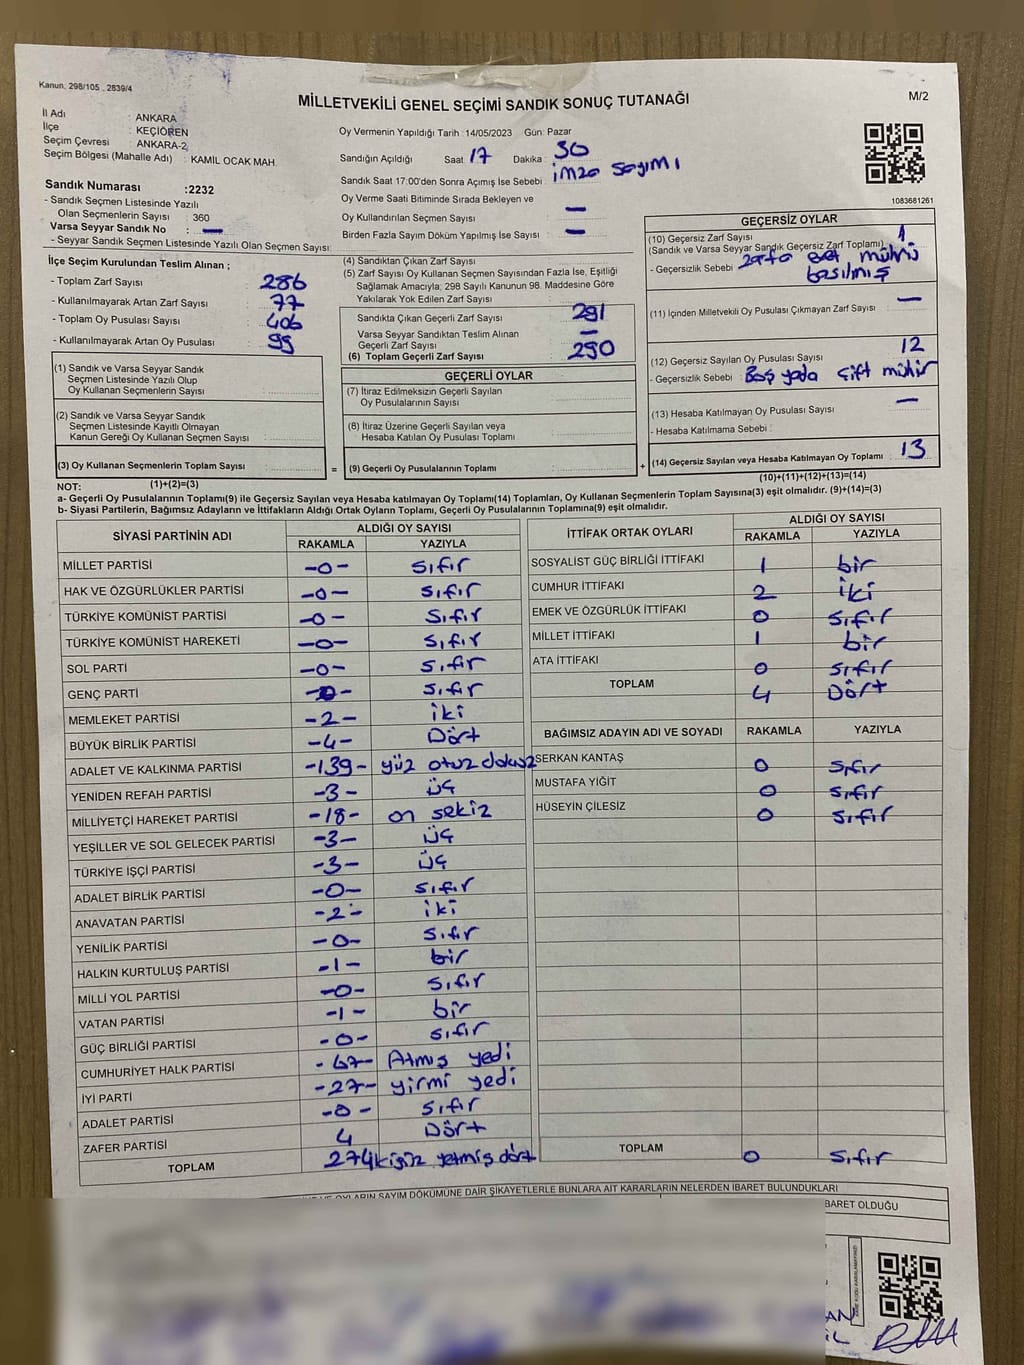 Kanun, 298/105 , 2839/4
MİLLETVEKİLİ GENEL SEÇİMİ SANDIK SONUÇ TUTANAĞI
M/2
İl Adı : ANKARA
İlçe : KEÇİÖREN
Seçim Çevresi : ANKARA-2
Seçim Bölgesi (Mahalle Adı) : KAMİL OCAK MAH.
Sandık Numarası :2232
- Sandık Seçmen Listesinde Yazılı
Olan Seçmenlerin Sayısı : 360
Varsa Seyyar Sandık No : —
- Seyyar Sandık Seçmen Listesinde Yazılı Olan Seçmen Sayısı:
Oy Vermenin Yapıldığı Tarih : 14/05/2023 Gün: Pazar
Sandığın Açıldığı Saat 17 Dakika : 30
Sandık Saat 17:00'den Sonra Açımış İse Sebebi : imza sayımı
Oy Verme Saati Bitiminde Sırada Bekleyen ve
Oy Kullandırılan Seçmen Sayısı : —
Birden Fazla Sayım Döküm Yapılmış İse Sayısı : —
1083681261
İlçe Seçim Kurulundan Teslim Alınan ;
- Toplam Zarf Sayısı : 286
- Kullanılmayarak Artan Zarf Sayısı : 77
- Toplam Oy Pusulası Sayısı : 406
- Kullanılmayarak Artan Oy Pusulası : 99
(4) Sandıktan Çıkan Zarf Sayısı :
(5) Zarf Sayısı Oy Kullanan Seçmen Sayısından Fazla İse, Eşitliği
Sağlamak Amacıyla; 298 Sayılı Kanunun 98. Maddesine Göre
Yakılarak Yok Edilen Zarf Sayısı :
Sandıkta Çıkan Geçerli Zarf Sayısı : 291
Varsa Seyyar Sandıktan Teslim Alınan
Geçerli Zarf Sayısı : —
(6) Toplam Geçerli Zarf Sayısı : 290
GEÇERSİZ OYLAR
(10) Geçersiz Zarf Sayısı
(Sandık ve Varsa Seyyar Sandık Geçersiz Zarf Toplamı) : 1
- Geçersizlik Sebebi : zarfa evet mührü
basılmış
(11) İçinden Milletvekili Oy Pusulası Çıkmayan Zarf Sayısı : —
(12) Geçersiz Sayılan Oy Pusulası Sayısı : 12
- Geçersizlik Sebebi : Boş yada çift mühür
(13) Hesaba Katılmayan Oy Pusulası Sayısı : —
- Hesaba Katılmama Sebebi :
(14) Geçersiz Sayılan veya Hesaba Katılmayan Oy Toplamı : 13
(10)+(11)+(12)+(13)=(14)
(1) Sandık ve Varsa Seyyar Sandık
Seçmen Listesinde Yazılı Olup
Oy Kullanan Seçmenlerin Sayısı :
(2) Sandık ve Varsa Seyyar Sandık
Seçmen Listesinde Kayıtlı Olmayan
Kanun Gereği Oy Kullanan Seçmen Sayısı :
(3) Oy Kullanan Seçmenlerin Toplam Sayısı : =
(1)+(2)=(3)
GEÇERLİ OYLAR
(7) İtiraz Edilmeksizin Geçerli Sayılan
Oy Pusulalarının Sayısı :
(8) İtiraz Üzerine Geçerli Sayılan veya
Hesaba Katılan Oy Pusulası Toplamı :
(9) Geçerli Oy Pusulalarının Toplamı : +
NOT:
a- Geçerli Oy Pusulalarının Toplamı(9) ile Geçersiz Sayılan veya Hesaba katılmayan Oy Toplamı(14) Toplamları, Oy Kullanan Seçmenlerin Toplam Sayısına(3) eşit olmalıdır. (9)+(14)=(3)
b- Siyasi Partilerin, Bağımsız Adayların ve İttifakların Aldığı Ortak Oyların Toplamı, Geçerli Oy Pusulalarının Toplamına(9) eşit olmalıdır.
SİYASİ PARTİNİN ADI ALDIĞI OY SAYISI
RAKAMLA YAZIYLA
MİLLET PARTİSİ -0- sıfır
HAK VE ÖZGÜRLÜKLER PARTİSİ -0- sıfır
TÜRKİYE KOMÜNİST PARTİSİ -0- sıfır
TÜRKİYE KOMÜNİST HAREKETİ -0- sıfır
SOL PARTİ -0- sıfır
GENÇ PARTİ -0- sıfır
MEMLEKET PARTİSİ -2- iki
BÜYÜK BİRLİK PARTİSİ -4- Dört
ADALET VE KALKINMA PARTİSİ -139- yüz otuz dokuz
YENİDEN REFAH PARTİSİ -3- üç
MİLLİYETÇİ HAREKET PARTİSİ -18- on sekiz
YEŞİLLER VE SOL GELECEK PARTİSİ -3- üç
TÜRKİYE İŞÇİ PARTİSİ -3- üç
ADALET BİRLİK PARTİSİ -0- sıfır
ANAVATAN PARTİSİ -2- iki
YENİLİK PARTİSİ -0- sıfır
HALKIN KURTULUŞ PARTİSİ -1- bir
MİLLİ YOL PARTİSİ -0- sıfır
VATAN PARTİSİ -1- bir
GÜÇ BİRLİĞİ PARTİSİ -0- sıfır
CUMHURİYET HALK PARTİSİ -67- Atmış yedi
İYİ PARTİ -27- yirmi yedi
ADALET PARTİSİ -0- sıfır
ZAFER PARTİSİ 4 Dört
TOPLAM 274 ikiyüz yetmiş dört
İTTİFAK ORTAK OYLARI ALDIĞI OY SAYISI
RAKAMLA YAZIYLA
SOSYALİST GÜÇ BİRLİĞİ İTTİFAKI 1 bir
CUMHUR İTTİFAKI 2 iki
EMEK VE ÖZGÜRLÜK İTTİFAKI 0 sıfır
MİLLET İTTİFAKI 1 bir
ATA İTTİFAKI 0 sıfır
TOPLAM 4 Dört
BAĞIMSIZ ADAYIN ADI VE SOYADI RAKAMLA YAZIYLA
SERKAN KANTAŞ 0 sıfır
MUSTAFA YİĞİT 0 sıfır
HÜSEYİN ÇİLESİZ 0 sıfır
TOPLAM 0 sıfır
OYLARIN SAYIM DÖKÜMÜNE DAİR ŞİKAYETLERLE BUNLARA AİT KARARLARIN NELERDEN İBARET BULUNDUKLARI
BARET OLDUĞU